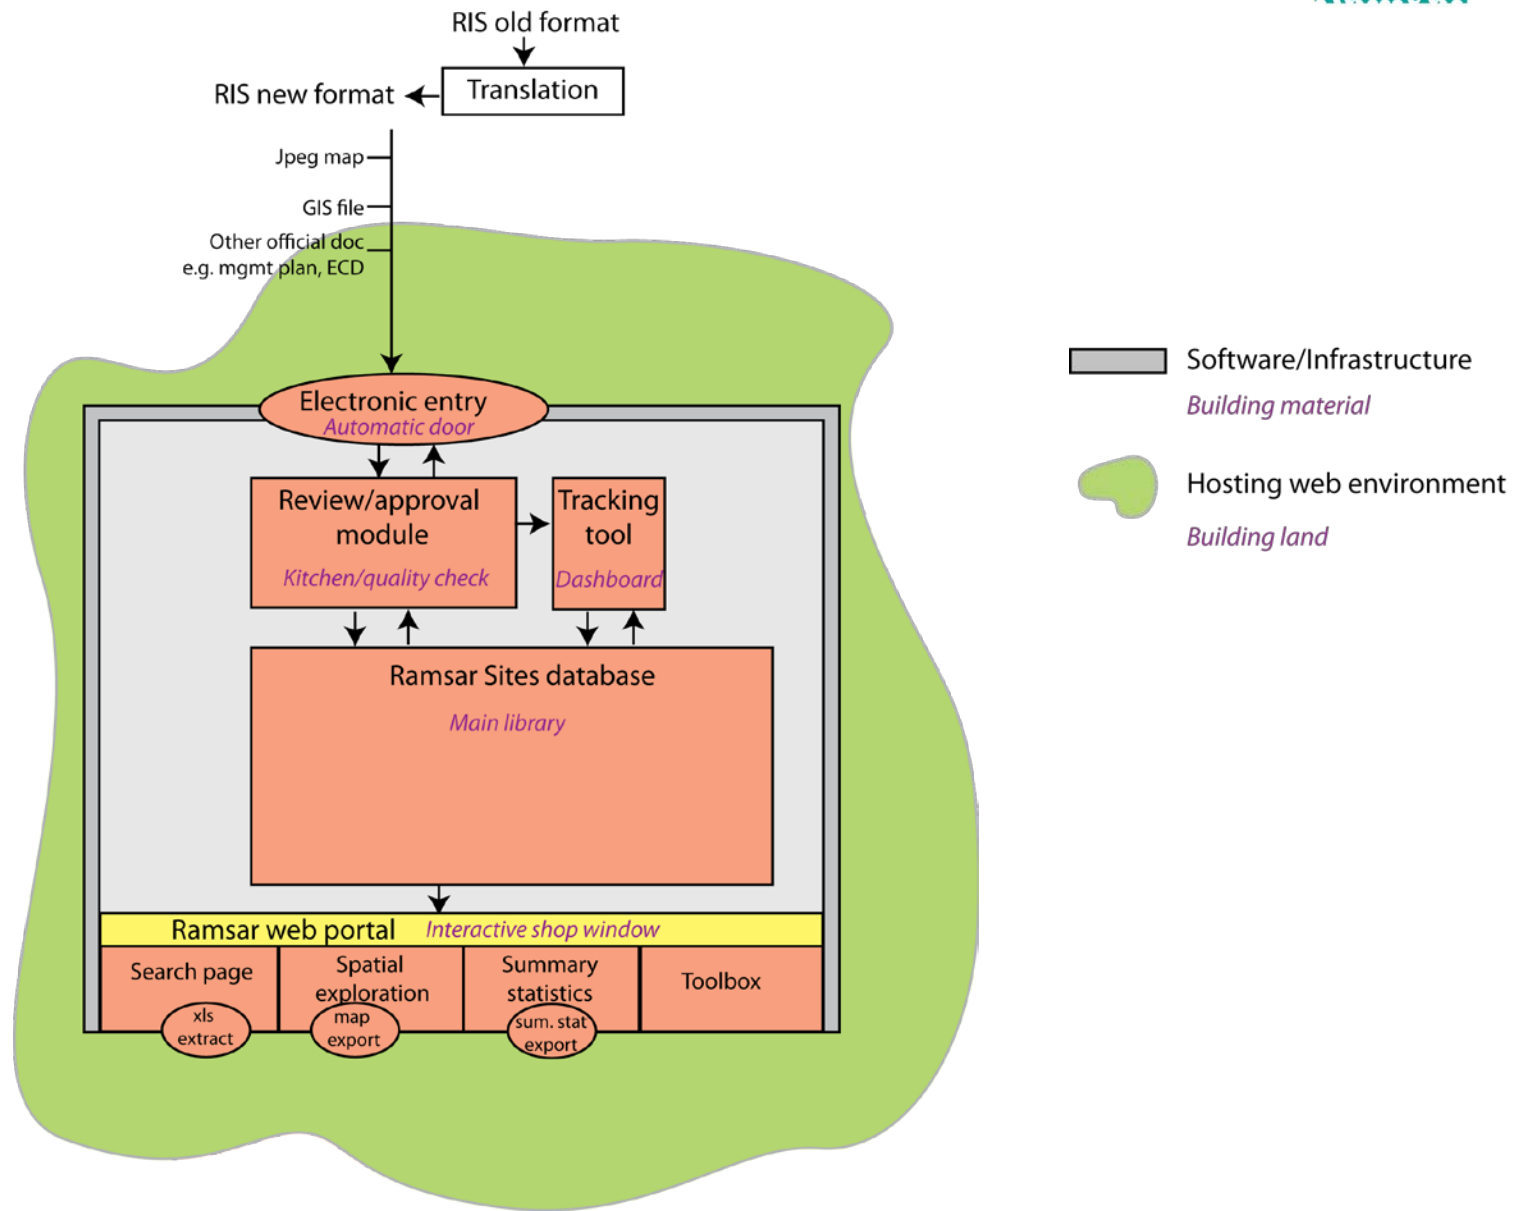 RIS old format
Translation
RIS new format
Jpeg map
GIS file
Other official doc
e.g. mgmt plan, ECD
Electronic entry
Automatic door
Review/approval
module
Kitchen/quality check
Tracking
tool
Dashboard
Ramsar Sites database
Main library
Ramsar web portal
Interactive shop window
Search page
xls
extract
Spatial
exploration
map
export
Summary
statistics
sum. stat
export
Toolbox
Software/Infrastructure
Building material
Hosting web environment
Building land